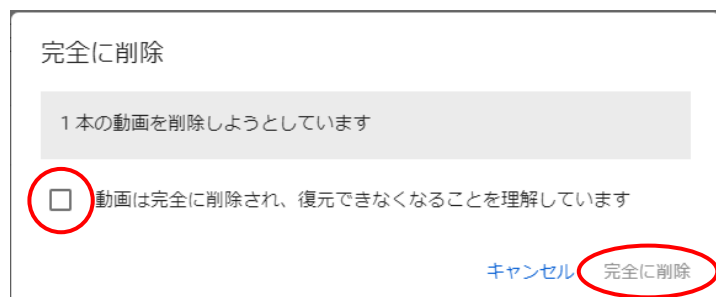 完全に削除
1 本の動画を削除しようとしています
動画は完全に削除され、復元できなくなることを理解しています
キャンセル 完全に削除